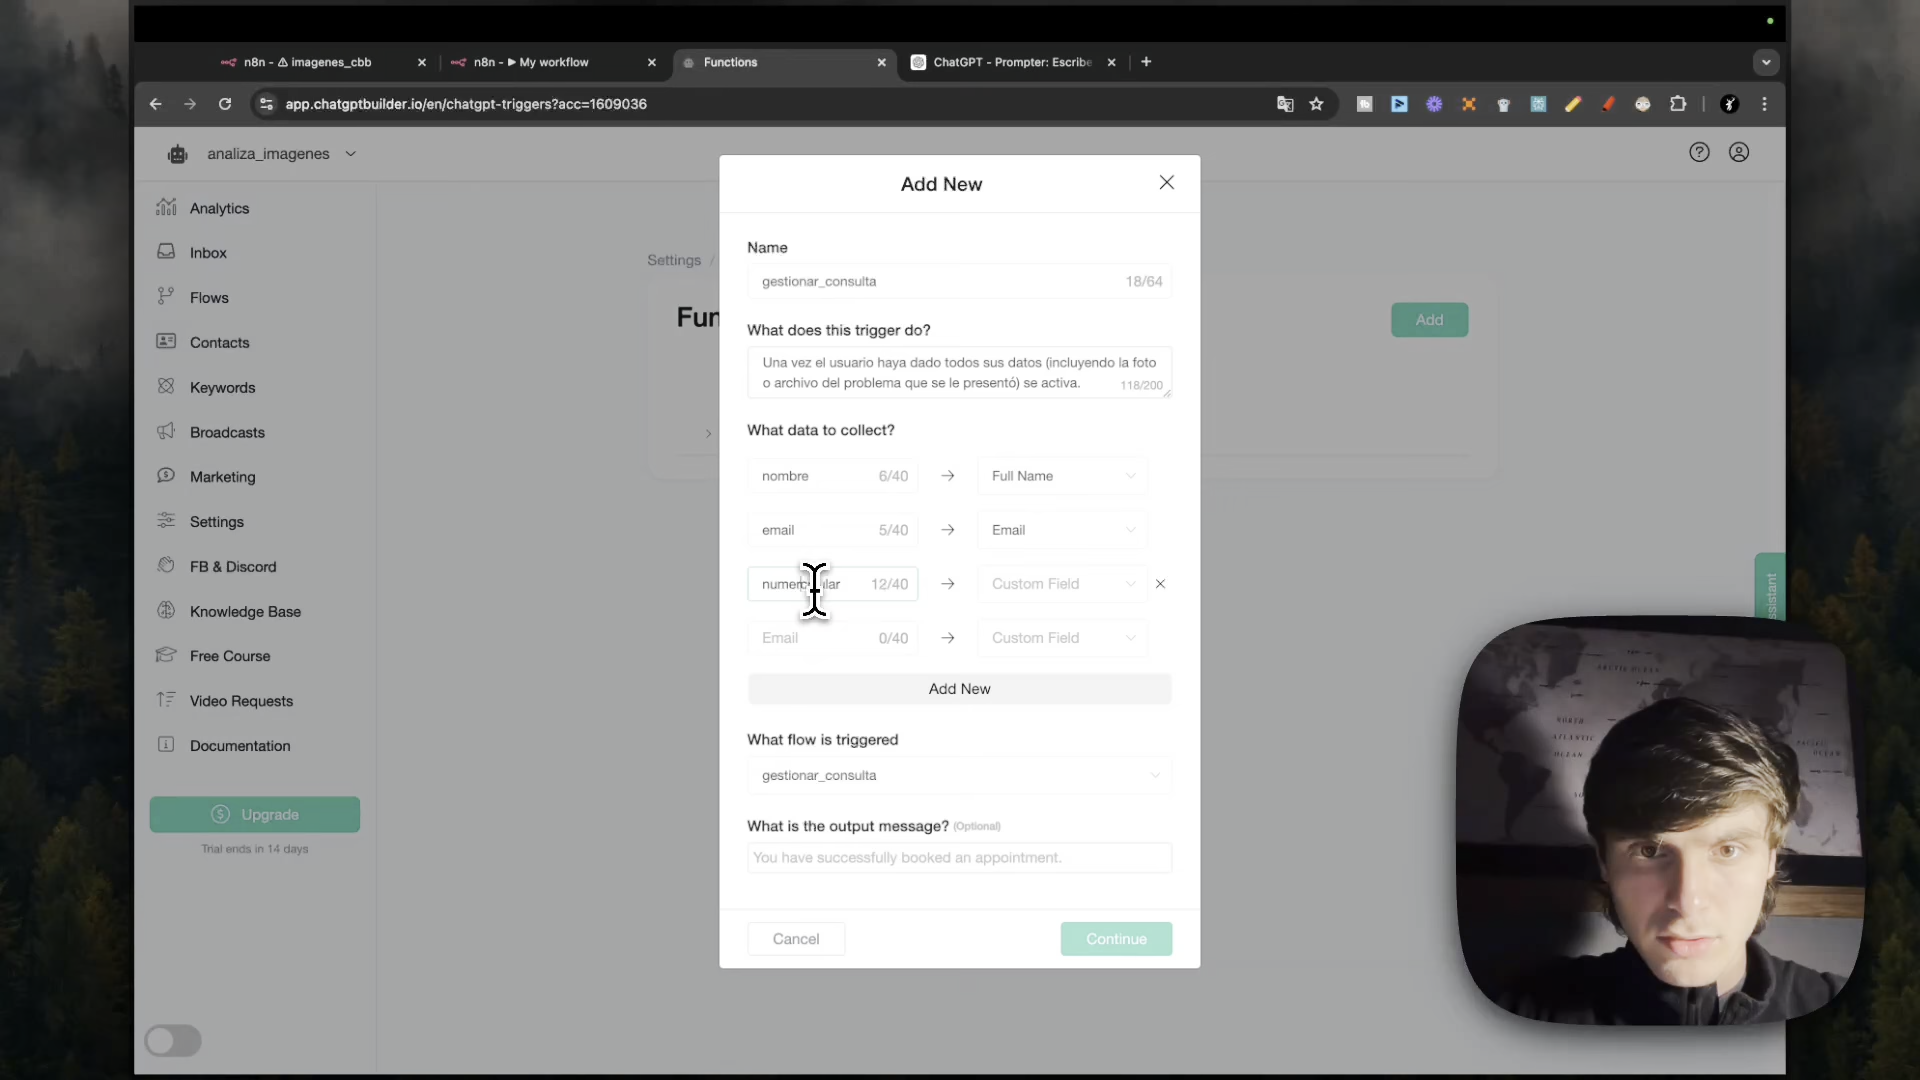 n8n - ⚠ imagenes_cbb
n8n - ▶ My workflow
Functions
ChatGPT - Prompter: Escribe
app.chatgptbuilder.io/en/chatgpt-triggers?acc=1609036
analiza_imagenes
Analytics
Inbox
Flows
Contacts
Keywords
Broadcasts
Marketing
Settings
FB & Discord
Knowledge Base
Free Course
Video Requests
Documentation
Upgrade
Trial ends in 14 days
Settings /
Fun
Add
Add New
Name
gestionar_consulta 18/64
What does this trigger do?
Una vez el usuario haya dado todos sus datos (incluyendo la foto
o archivo del problema que se le presentó) se activa.
118/200
What data to collect?
nombre 6/40 → Full Name
email 5/40 → Email
12/40 → Custom Field
Email 0/40 → Custom Field
Add New
What flow is triggered
gestionar_consulta
What is the output message? (Optional)
You have successfully booked an appointment.
Cancel
Continue
ARCTIC OCEAN
NORTH
ATLANTIC
OCEAN